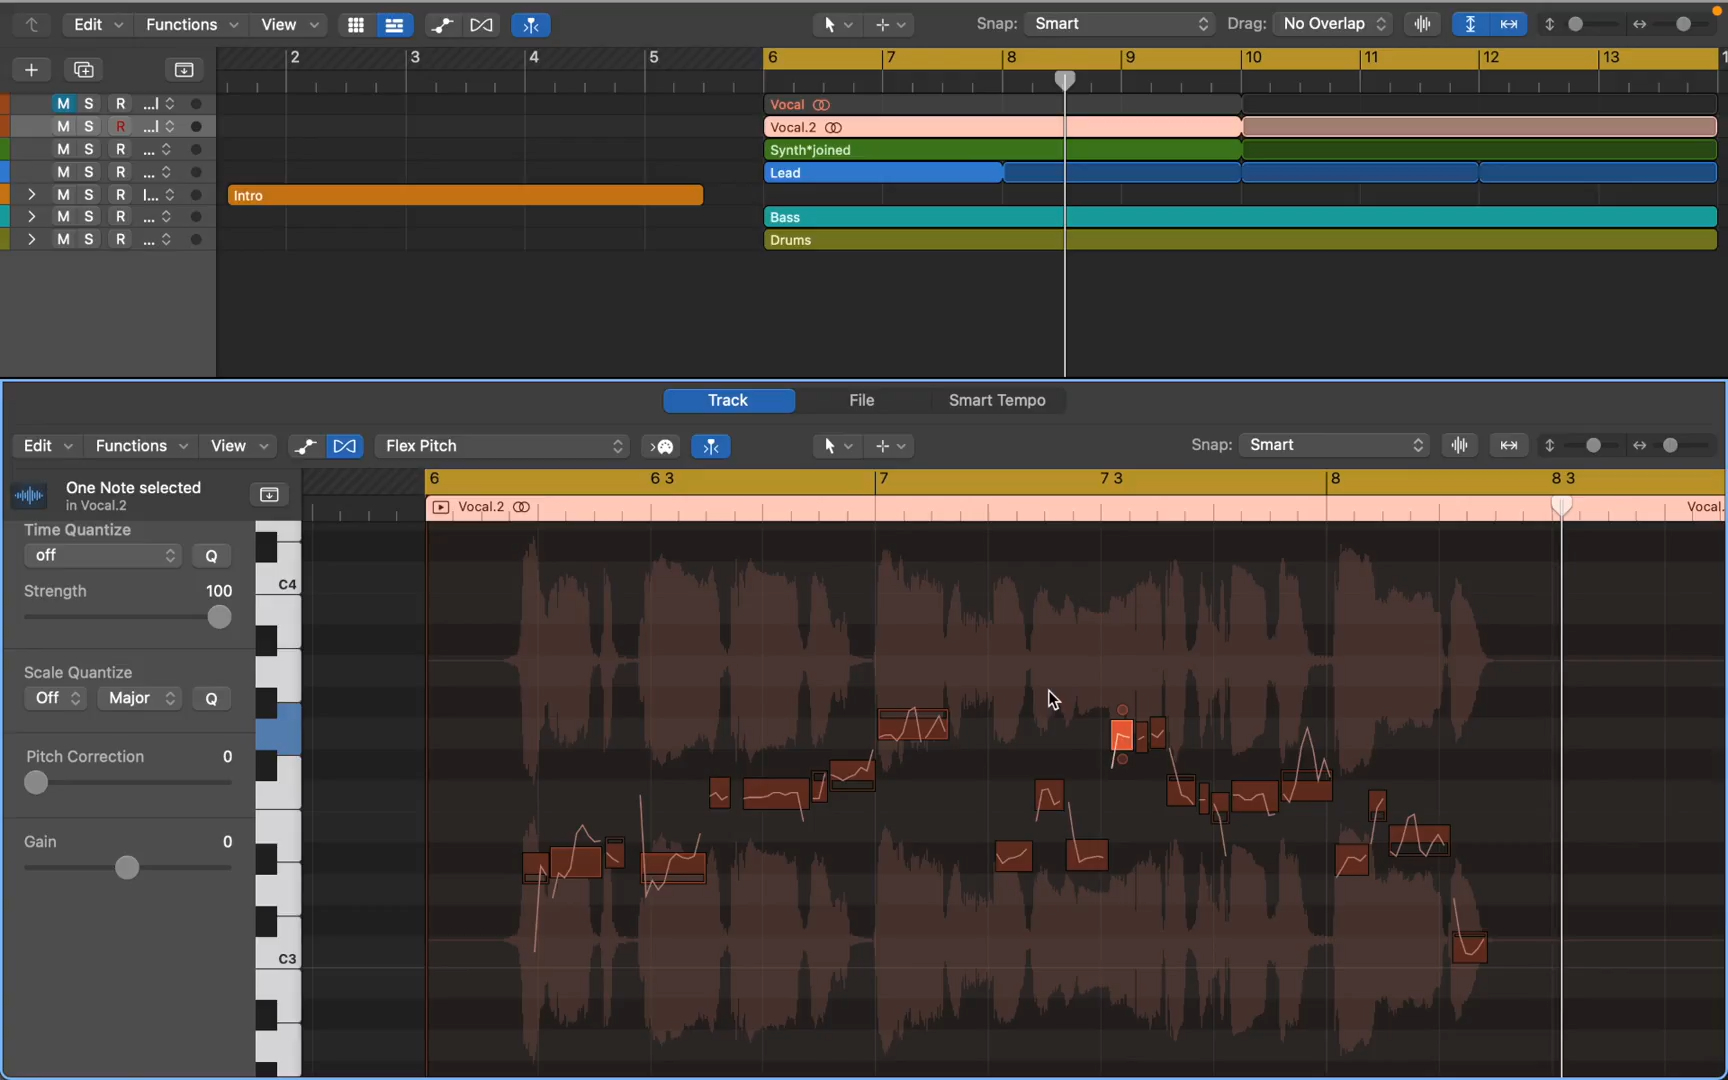 Edit Functions View Snap: Smart Drag: No Overlap
2 3 4 5 6 7 8 9 10 11 12 13
M S R ...l Vocal
M S R ...l Vocal.2
M S R ... Synth*joined
M S R ... Lead
M S R I... Intro
M S R ... Bass
M S R ... Drums
Track File Smart Tempo
Edit Functions View Flex Pitch Snap: Smart
One Note selected
in Vocal.2
6 6 3 7 7 3 8 8 3
Vocal.2 Vocal.
Time Quantize
off Q
Strength 100
Scale Quantize
Off Major Q
Pitch Correction 0
Gain 0
C4
C3